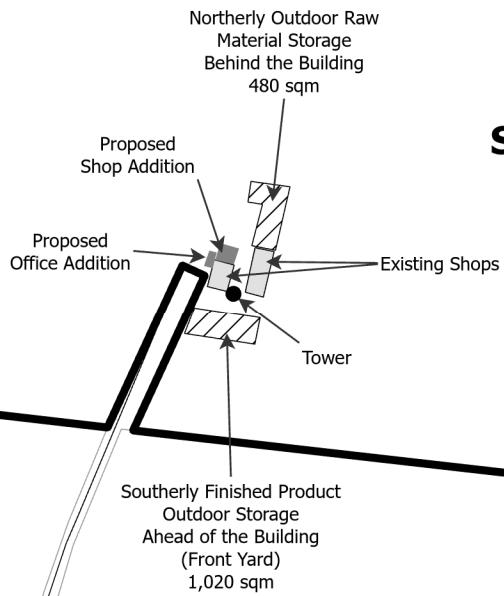 Northerly Outdoor Raw
Material Storage
Behind the Building
480 sqm
S
Proposed
Shop Addition
Proposed
Office Addition
Existing Shops
Tower
Southerly Finished Product
Outdoor Storage
Ahead of the Building
(Front Yard)
1,020 sqm